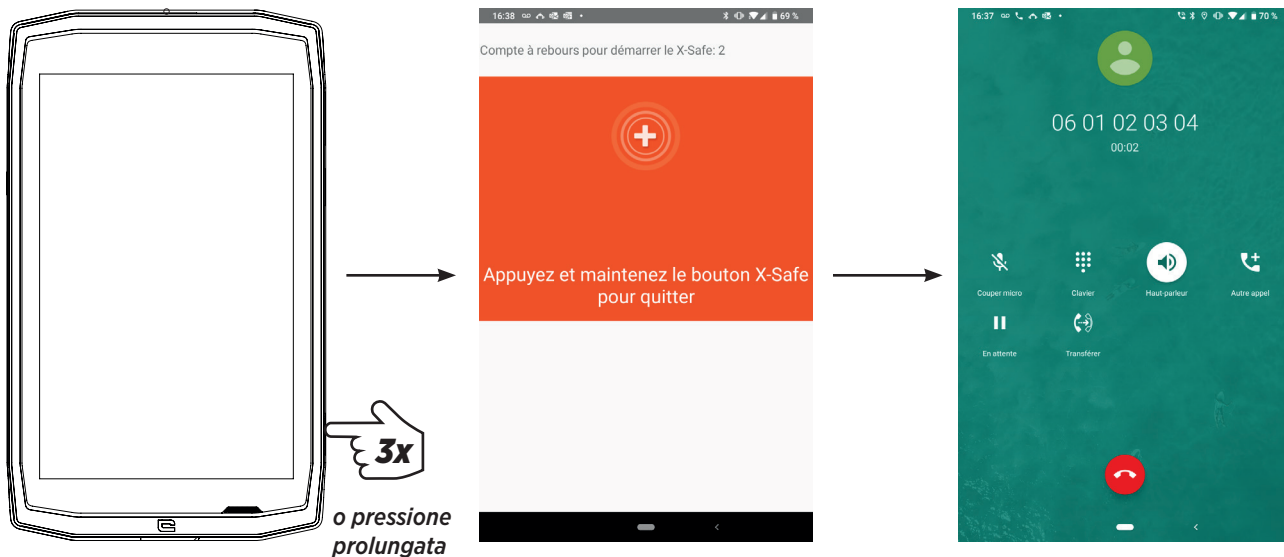 3x
o pressione
prolungata
16:38
69 %
Compte à rebours pour démarrer le X-Safe: 2
Appuyez et maintenez le bouton X-Safe
pour quitter
16:37
70 %
06 01 02 03 04
00:02
Couper micro
Clavier
Haut-parleur
Autre appel
En attente
Transférer